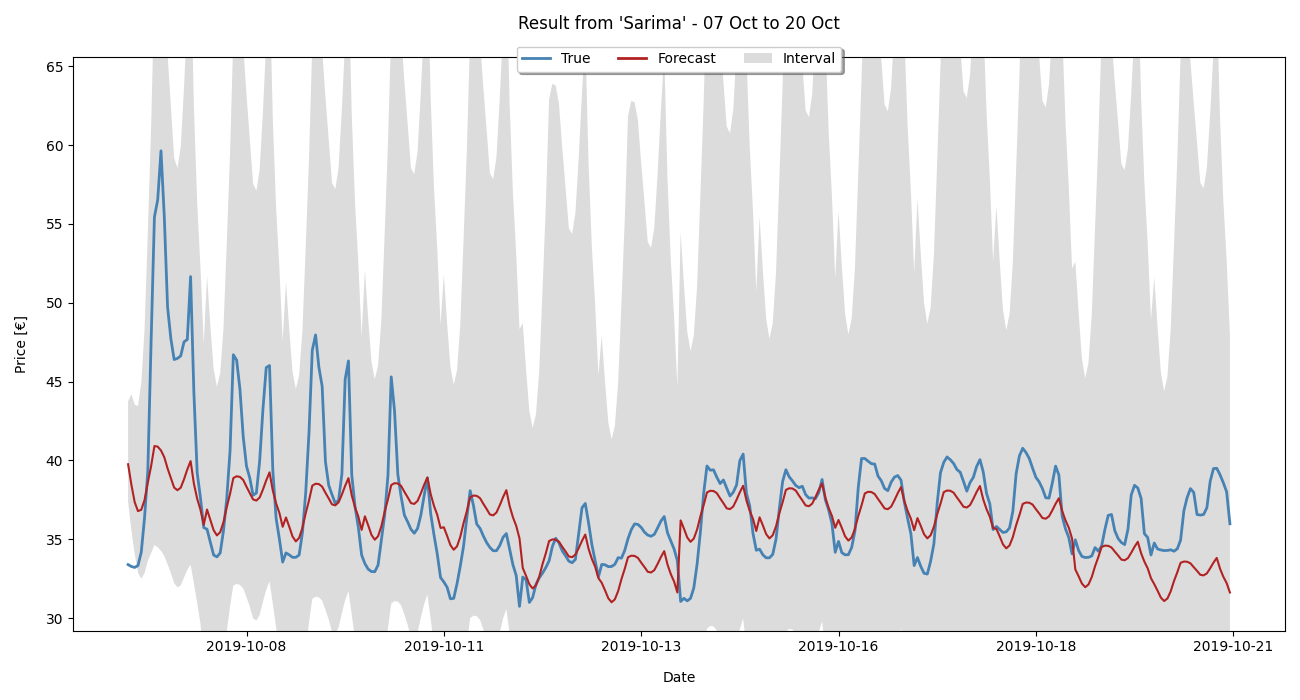 Result from 'Sarima' - 07 Oct to 20 Oct
True Forecast Interval
65
60
55
50
45
40
35
30
Price [€]
2019-10-08 2019-10-11 2019-10-13 2019-10-16 2019-10-18 2019-10-21
Date